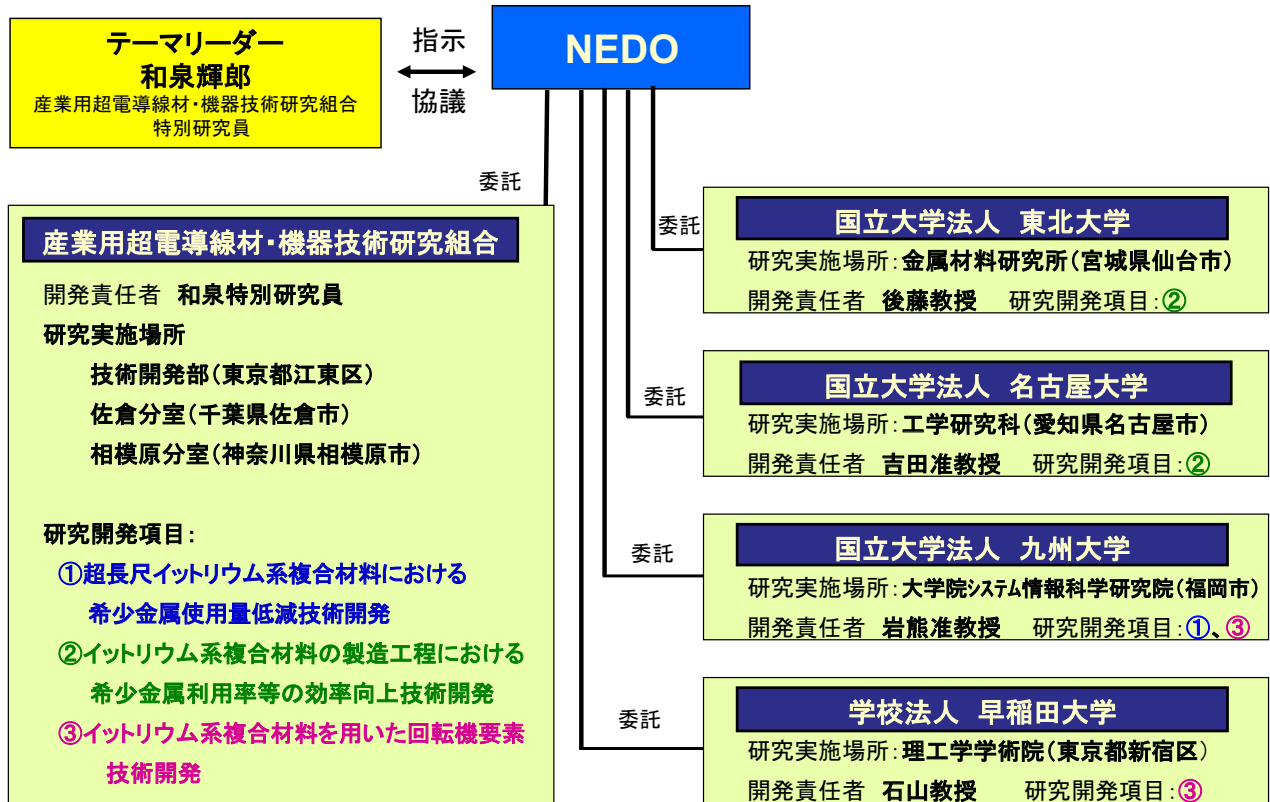 テーマリーダー
和泉輝郎
産業用超電導線材・機器技術研究組合
特別研究員
指示
協議
NEDO
委託
産業用超電導線材・機器技術研究組合
開発責任者 和泉特別研究員
研究実施場所
技術開発部(東京都江東区)
佐倉分室(千葉県佐倉市)
相模原分室(神奈川県相模原市)
研究開発項目:
①超長尺イットリウム系複合材料における
希少金属使用量低減技術開発
②イットリウム系複合材料の製造工程における
希少金属利用率等の効率向上技術開発
③イットリウム系複合材料を用いた回転機要素
技術開発
委託
国立大学法人 東北大学
研究実施場所:金属材料研究所(宮城県仙台市)
開発責任者 後藤教授 研究開発項目:②
委託
国立大学法人 名古屋大学
研究実施場所:工学研究科(愛知県名古屋市)
開発責任者 吉田准教授 研究開発項目:②
委託
国立大学法人 九州大学
研究実施場所:大学院システム情報科学研究院(福岡市)
開発責任者 岩熊准教授 研究開発項目:①、③
委託
学校法人 早稲田大学
研究実施場所:理工学学術院(東京都新宿区)
開発責任者 石山教授 研究開発項目:③